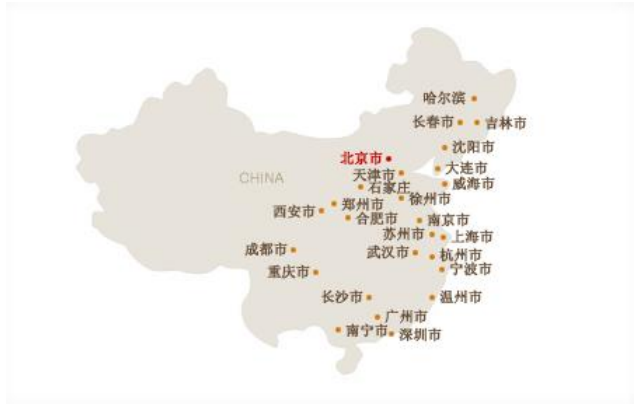 哈尔滨
长春市
吉林市
沈阳市
北京市
大连市
天津市
CHINA
石家庄
威海市
徐州市
郑州市
西安市
合肥市
南京市
苏州市
上海市
成都市
武汉市
杭州市
重庆市
宁波市
长沙市
温州市
广州市
南宁市
深圳市